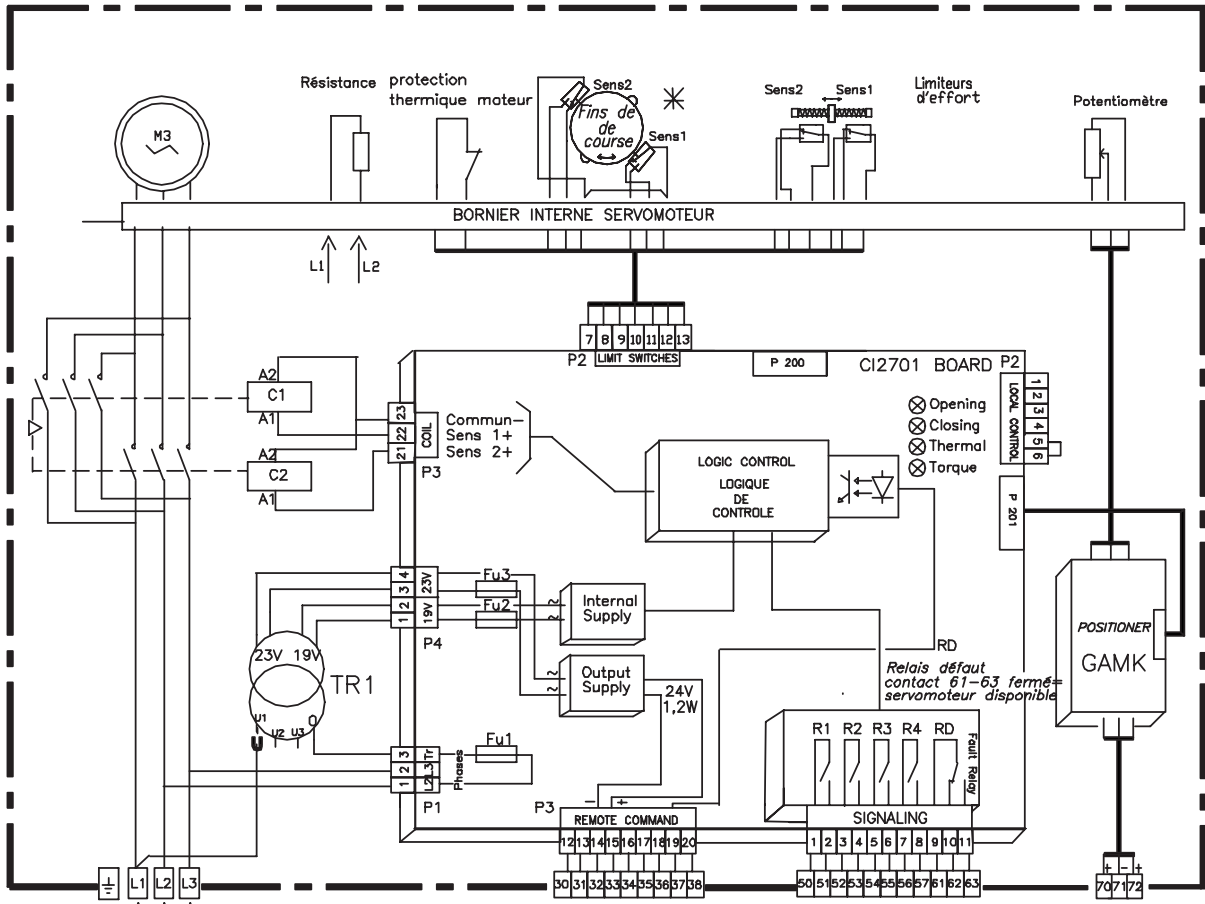 Résistance
protection
thermique moteur
Sens2
Fins de
de
course
Sens1
Sens2
Sens1
Limiteurs
d'effort
Potentiomètre
M3
BORNIER INTERNE SERVOMOTEUR
L1
L2
7 8 9 10 11 12 13
P2
LIMIT SWITCHES
P 200
CI2701 BOARD
P2
LOCAL CONTROL
1 2 3 4 5 6
Opening
Closing
Thermal
Torque
A2
C1
A1
A2
C2
A1
23
22
21
COIL
P3
Commun-
Sens 1+
Sens 2+
LOGIC CONTROL
LOGIQUE
DE
CONTROLE
P 201
4
3
2
1
23V
19V
P4
Fu3
Fu2
Internal
Supply
Output
Supply
24V
1,2W
RD
Relais défaut
contact 61-63 fermé=
servomoteur disponible
POSITIONER
GAMK
23V 19V
TR1
U1
U2 U3
O
3
2
1
Tr
L3
L2
Phases
P1
Fu1
R1 R2 R3 R4 RD
Fault Relay
P3
- +
REMOTE COMMAND
SIGNALING
12 13 14 15 16 17 18 19 20
1 2 3 4 5 6 7 8 9 10 11
L1 L2 L3
30 31 32 33 34 35 36 37 38
50 51 52 53 54 55 56 57 61 62 63
+ - +
70 71 72